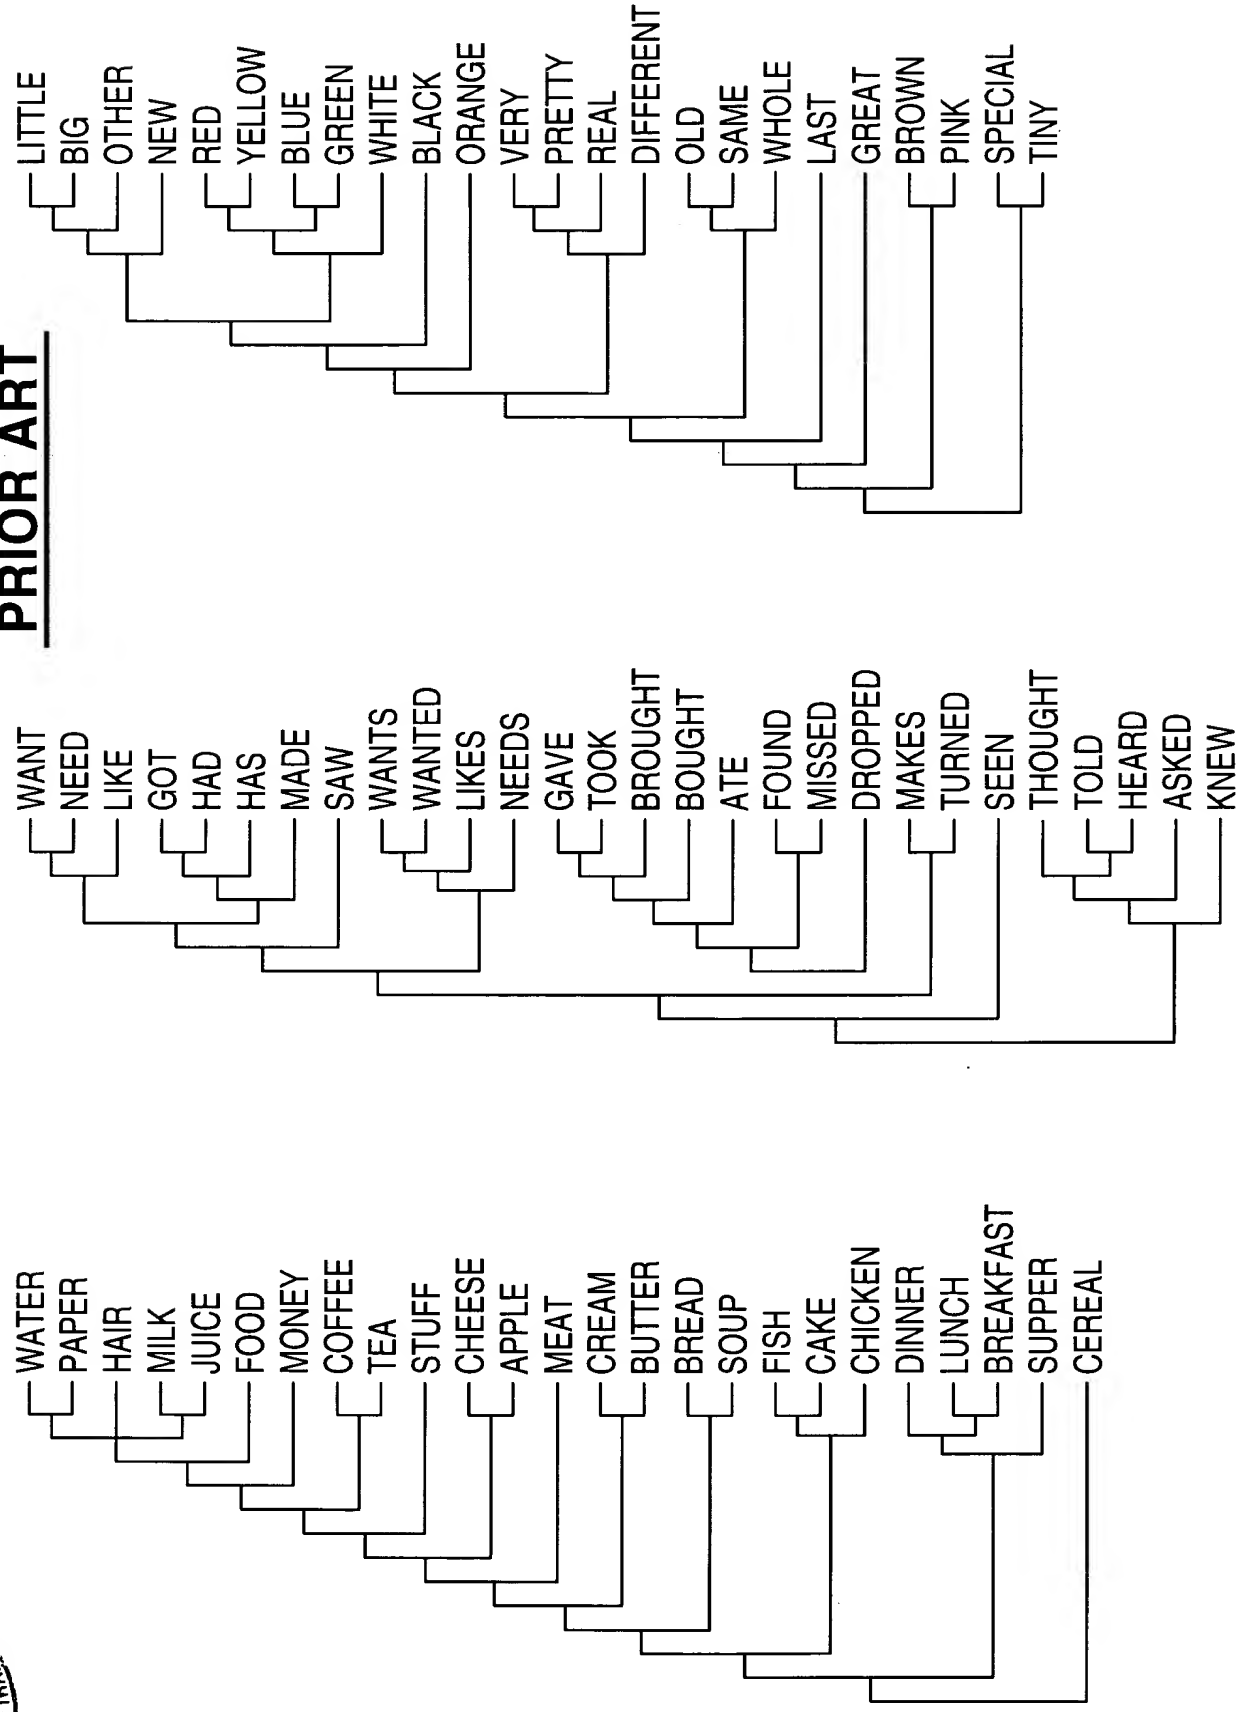 PRIOR ART
WATER
PAPER
HAIR
MILK
JUICE
FOOD
MONEY
COFFEE
TEA
STUFF
CHEESE
APPLE
MEAT
CREAM
BUTTER
BREAD
SOUP
FISH
CAKE
CHICKEN
DINNER
LUNCH
BREAKFAST
SUPPER
CEREAL
WANT
NEED
LIKE
GOT
HAD
HAS
MADE
SAW
WANTS
WANTED
LIKES
NEEDS
GAVE
TOOK
BROUGHT
BOUGHT
ATE
FOUND
MISSED
DROPPED
MAKES
TURNED
SEEN
THOUGHT
TOLD
HEARD
ASKED
KNEW
LITTLE
BIG
OTHER
NEW
RED
YELLOW
BLUE
GREEN
WHITE
BLACK
ORANGE
VERY
PRETTY
REAL
DIFFERENT
OLD
SAME
WHOLE
LAST
GREAT
BROWN
PINK
SPECIAL
TINY